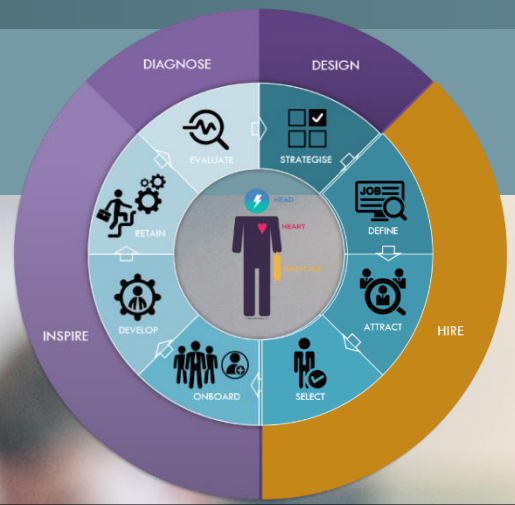 DIAGNOSE
DESIGN
EVALUATE
STRATEGISE
JOB
DEFINE
RETAIN
HEAD
HEART
DEVELOP
ATTRACT
INSPIRE
HIRE
ONBOARD
SELECT